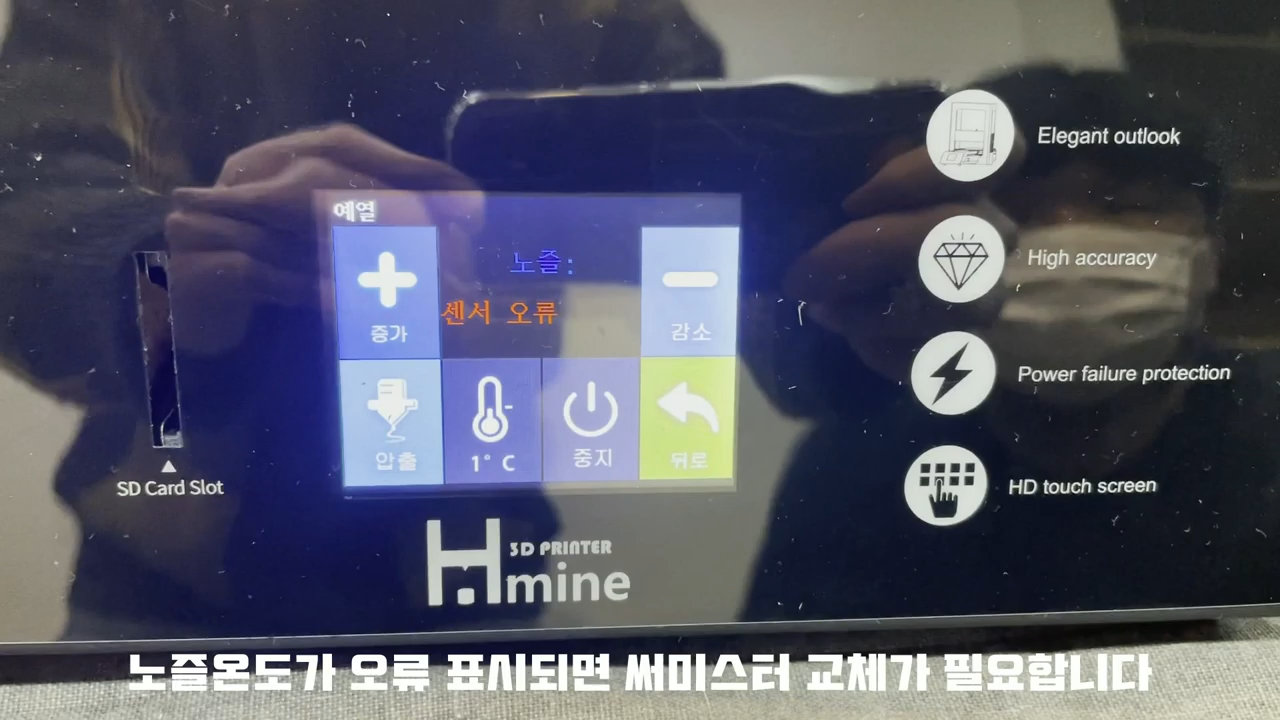 예열
노즐:
센서 오류
증가
감소
압출
1° C
중지
뒤로
SD Card Slot
Elegant outlook
High accuracy
Power failure protection
HD touch screen
3D PRINTER
Hmine
노즐온도가 오류 표시되면 써미스터 교체가 필요합니다